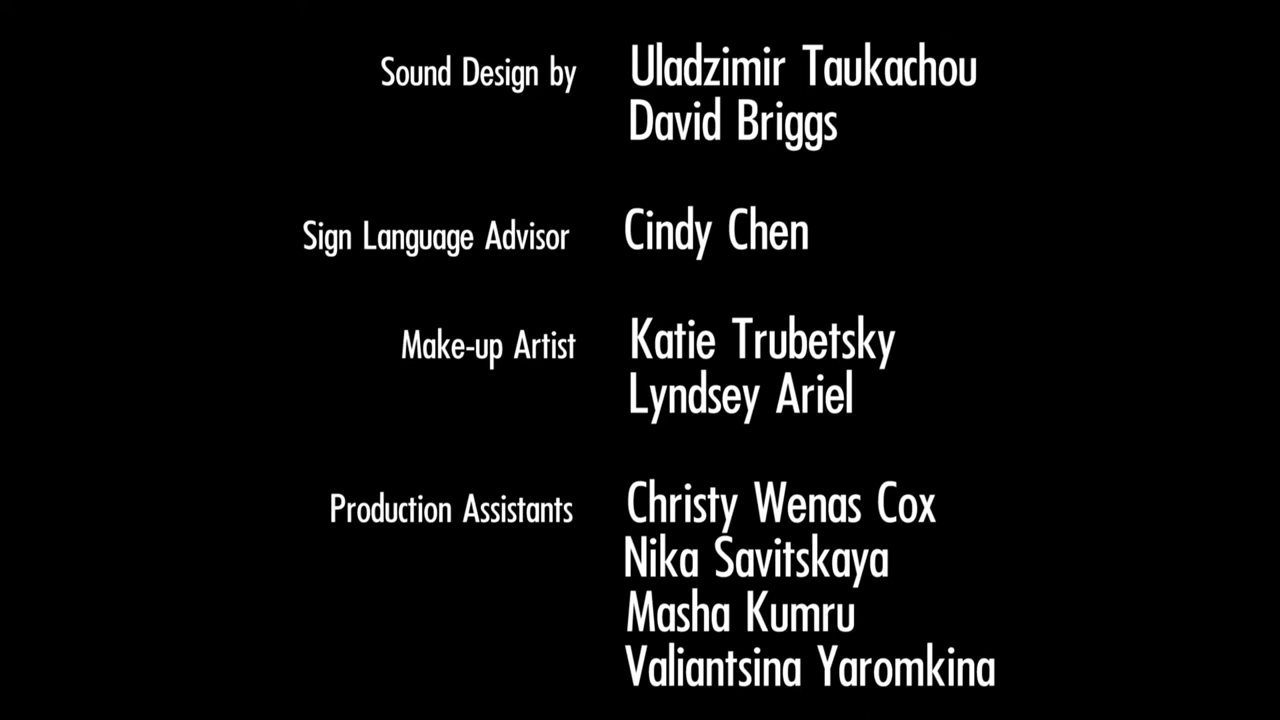 Sound Design by Uladzimir Taukachou
David Briggs
Sign Language Advisor Cindy Chen
Make-up Artist Katie Trubetsky
Lyndsey Ariel
Production Assistants Christy Wenas Cox
Nika Savitskaya
Masha Kumru
Valiantsina Yaromkina